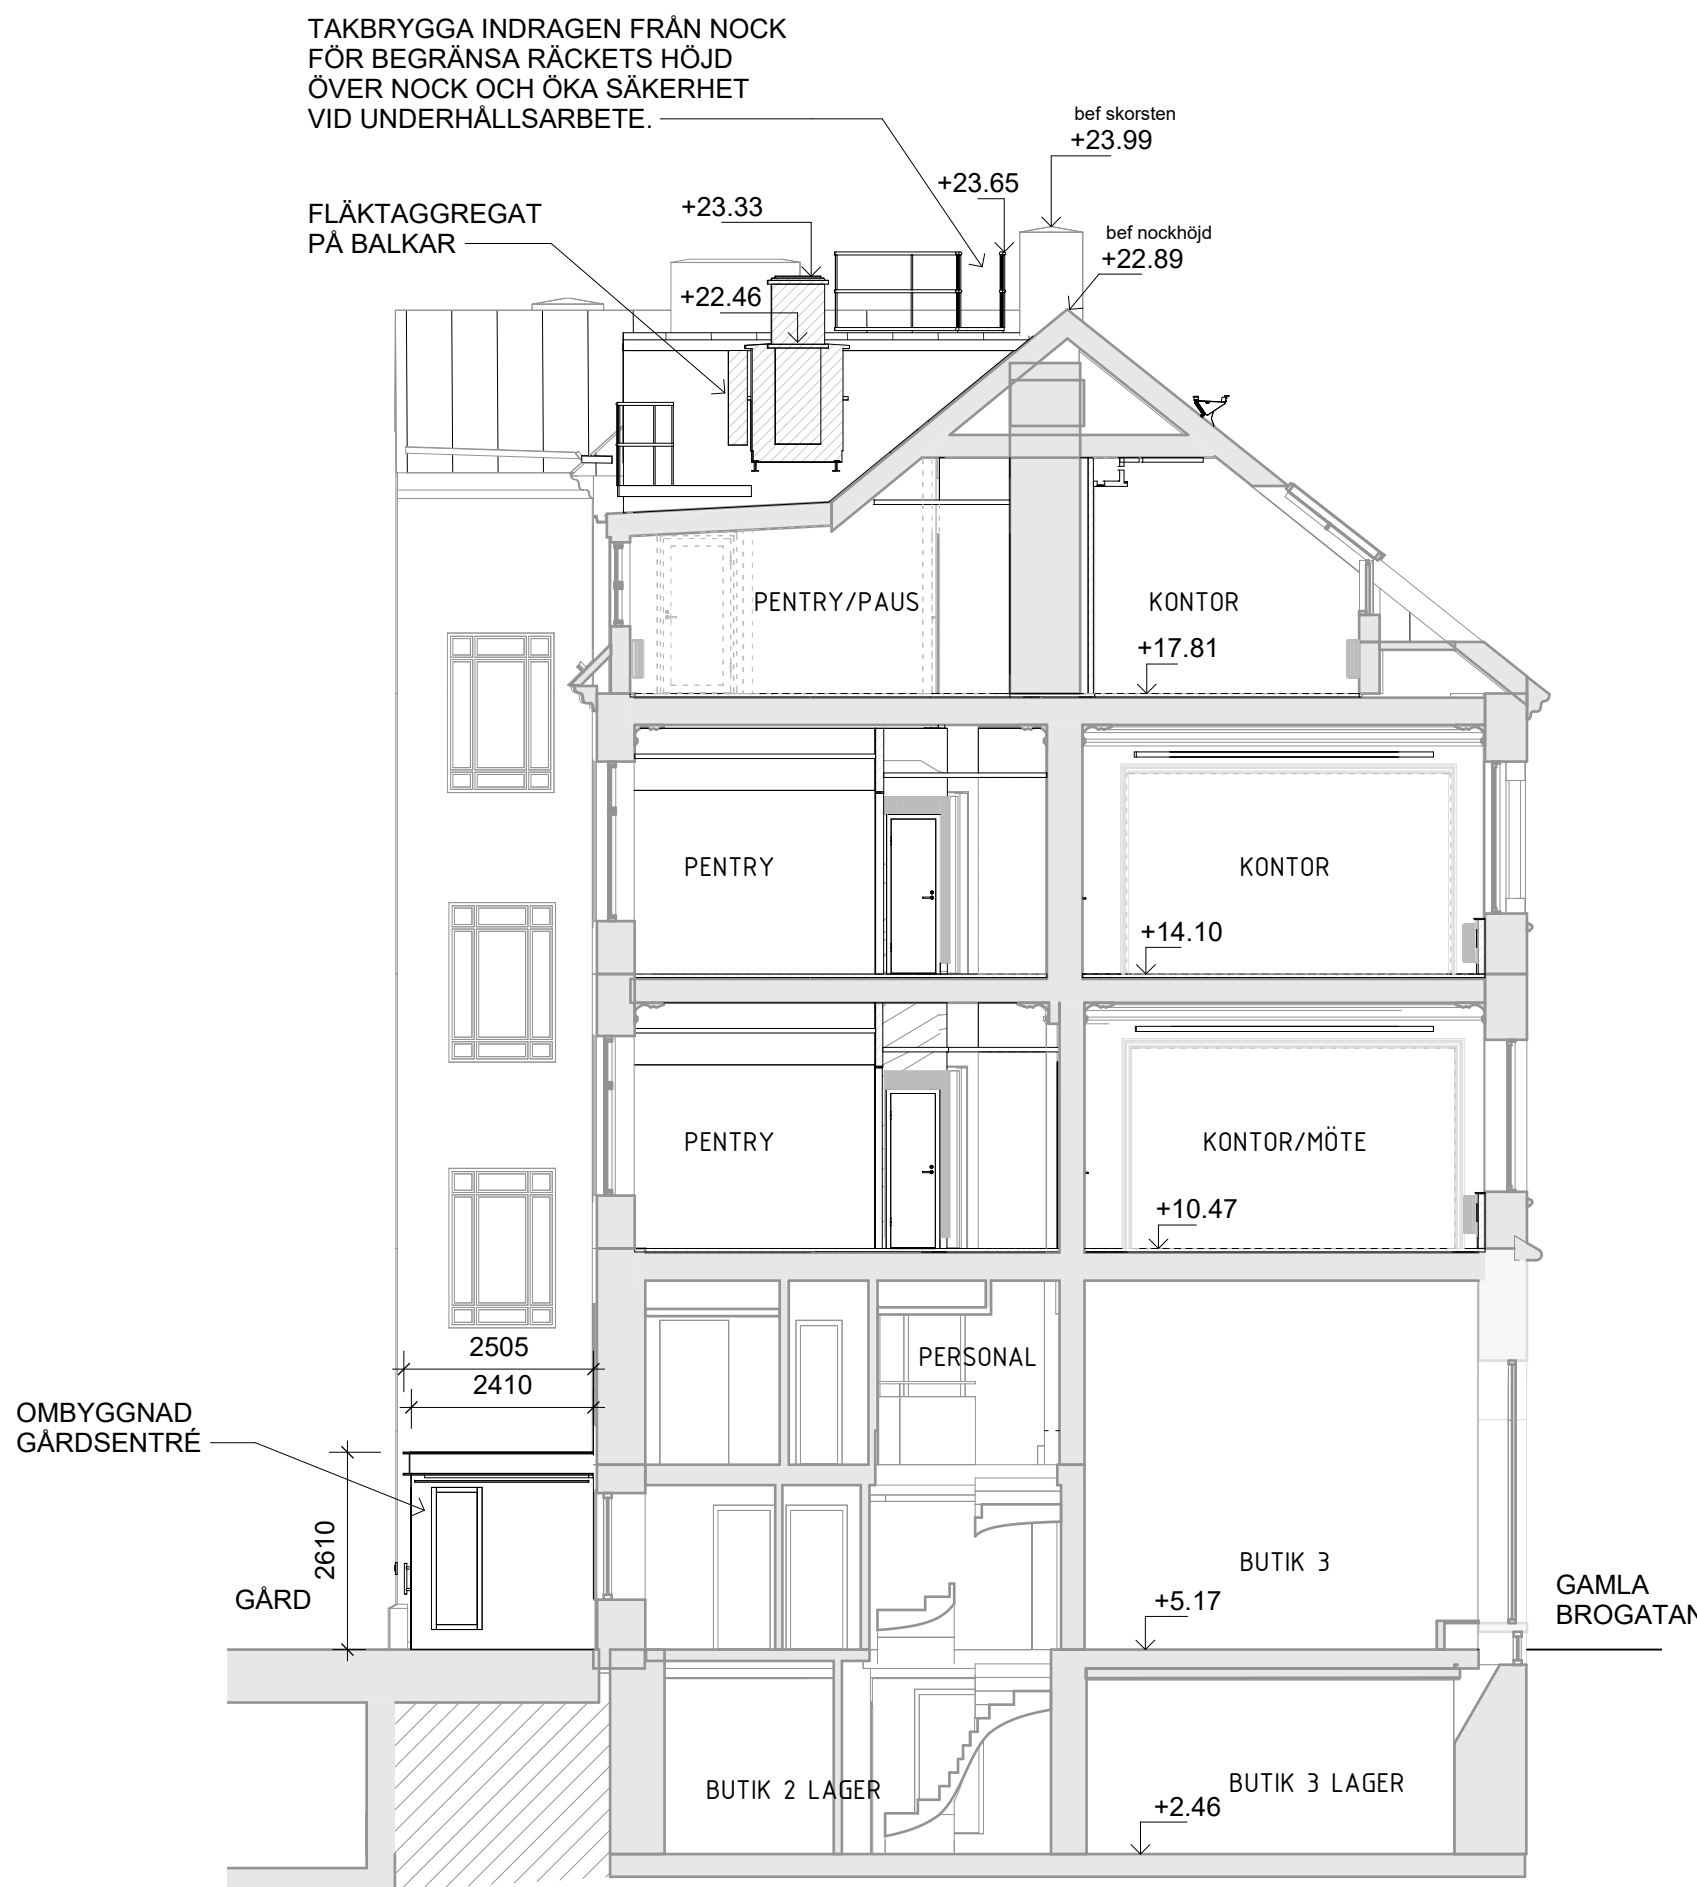 TAKBRYGGA INDRAGEN FRÅN NOCK
FÖR BEGRÄNSA RÄCKETS HÖJD
ÖVER NOCK OCH ÖKA SÄKERHET
VID UNDERHÅLLSARBETE.
bef skorsten
+23.99
+23.65
FLÄKTAGGREGAT
PÅ BALKAR
+23.33
bef nockhöjd
+22.89
+22.46
PENTRY/PAUS
KONTOR
+17.81
PENTRY
KONTOR
+14.10
PENTRY
KONTOR/MÖTE
+10.47
2505
PERSONAL
2410
OMBYGGNAD
GÅRDSENTRÉ
2610
BUTIK 3
GÅRD
+5.17
GAMLA
BROGATAN
BUTIK 2 LAGER
BUTIK 3 LAGER
+2.46